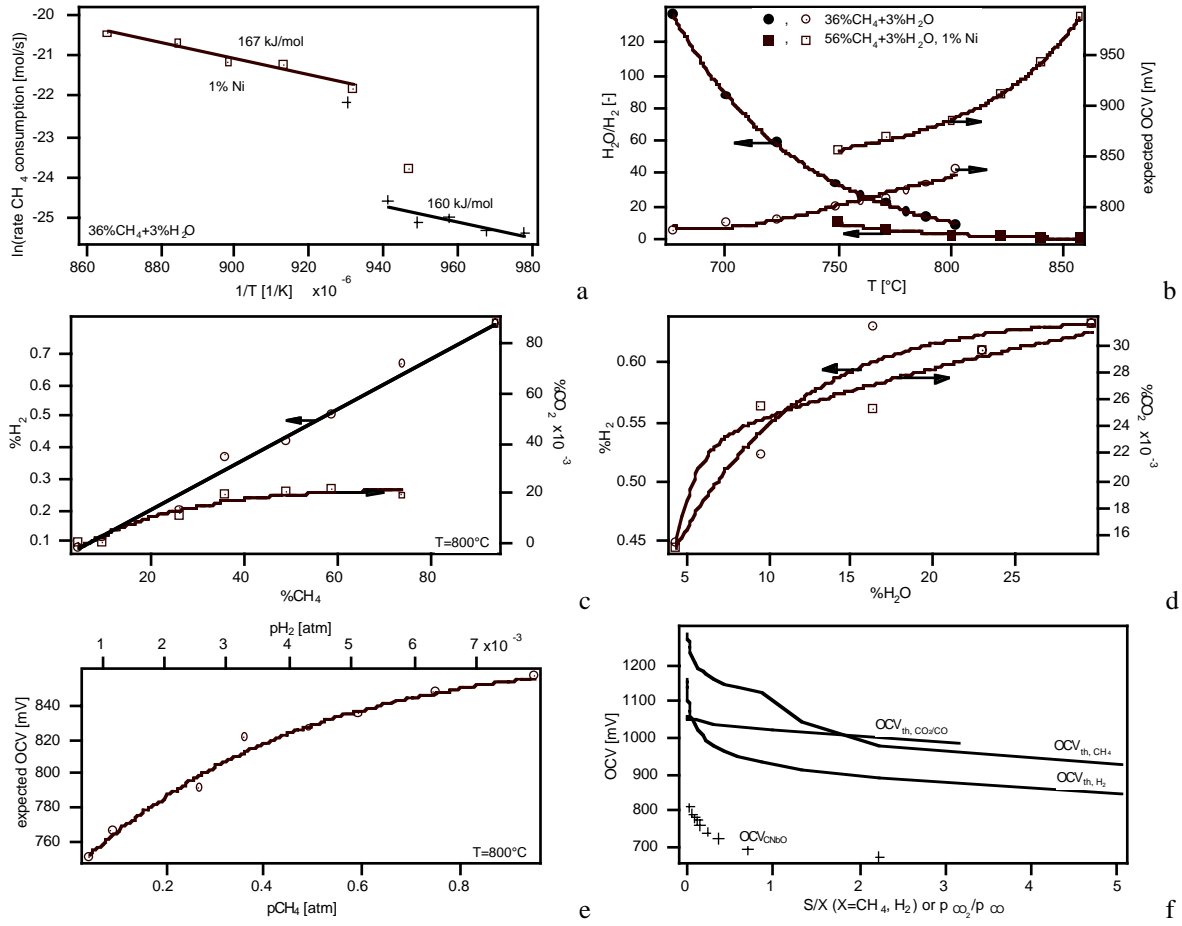 -20
-21
-22
-23
-24
-25
ln(rate CH4 consumption [mol/s])
167 kJ/mol
1% Ni
160 kJ/mol
36%CH4+3%H2O
860
880
900
920
940
960
980
1/T [1/K] x10 -6
a
120
100
80
60
40
20
0
H2O/H2 [-]
, 36%CH4+3%H2O
, 56%CH4+3%H2O, 1% Ni
950
900
850
800
expected OCV [mV]
700
750
800
850
T [°C]
b
0.7
0.6
0.5
0.4
0.3
0.2
0.1
%H2
80
60
40
20
0
%CO2 x10 -3
T=800°C
20
40
60
80
%CH4
c
0.60
0.55
0.50
0.45
%H2
30
28
26
24
22
20
18
16
%CO2 x10 -3
5
10
15
20
25
%H2O
d
pH2 [atm]
1
2
3
4
5
6
7 x10 -3
840
820
800
780
760
expected OCV [mV]
T=800°C
0.2
0.4
0.6
0.8
pCH4 [atm]
e
1200
1100
1000
900
800
700
OCV [mV]
OCVth, CO2/CO
OCVth, CH4
OCVth, H2
OCVCNbO
0
1
2
3
4
5
S/X (X=CH4, H2) or pCO2/pCO
f